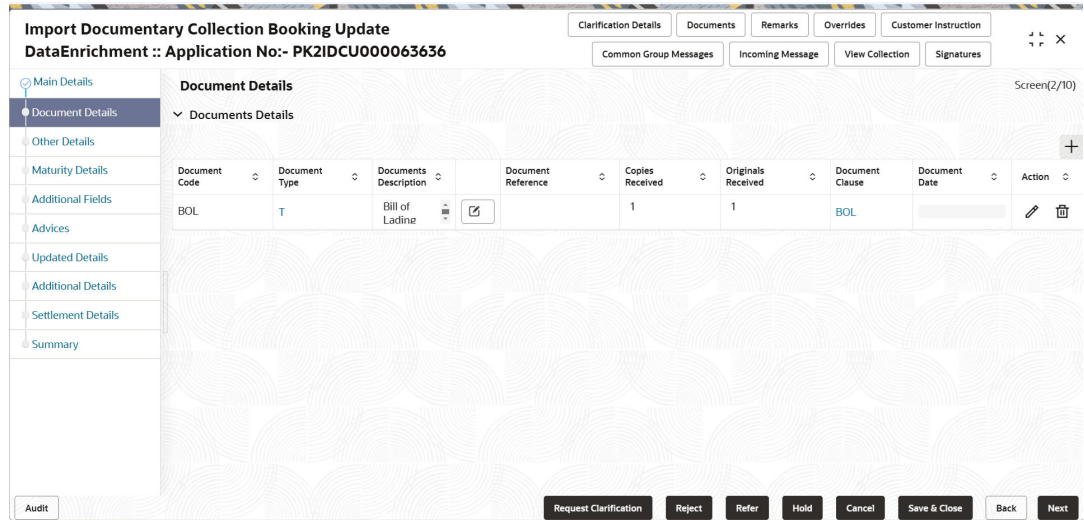 Import Documentary Collection Booking Update
DataEnrichment :: Application No:- PK2IDCU000063636
Clarification Details
Documents
Remarks
Overrides
Customer Instruction
Common Group Messages
Incoming Message
View Collection
Signatures
Main Details
Document Details
Other Details
Maturity Details
Additional Fields
Advices
Updated Details
Additional Details
Settlement Details
Summary
Document Details
Screen(2/10)
Documents Details
Document Code
Document Type
Documents Description
Document Reference
Copies Received
Originals Received
Document Clause
Document Date
Action
BOL
T
Bill of
Lading
1
1
BOL
Audit
Request Clarification
Reject
Refer
Hold
Cancel
Save & Close
Back
Next